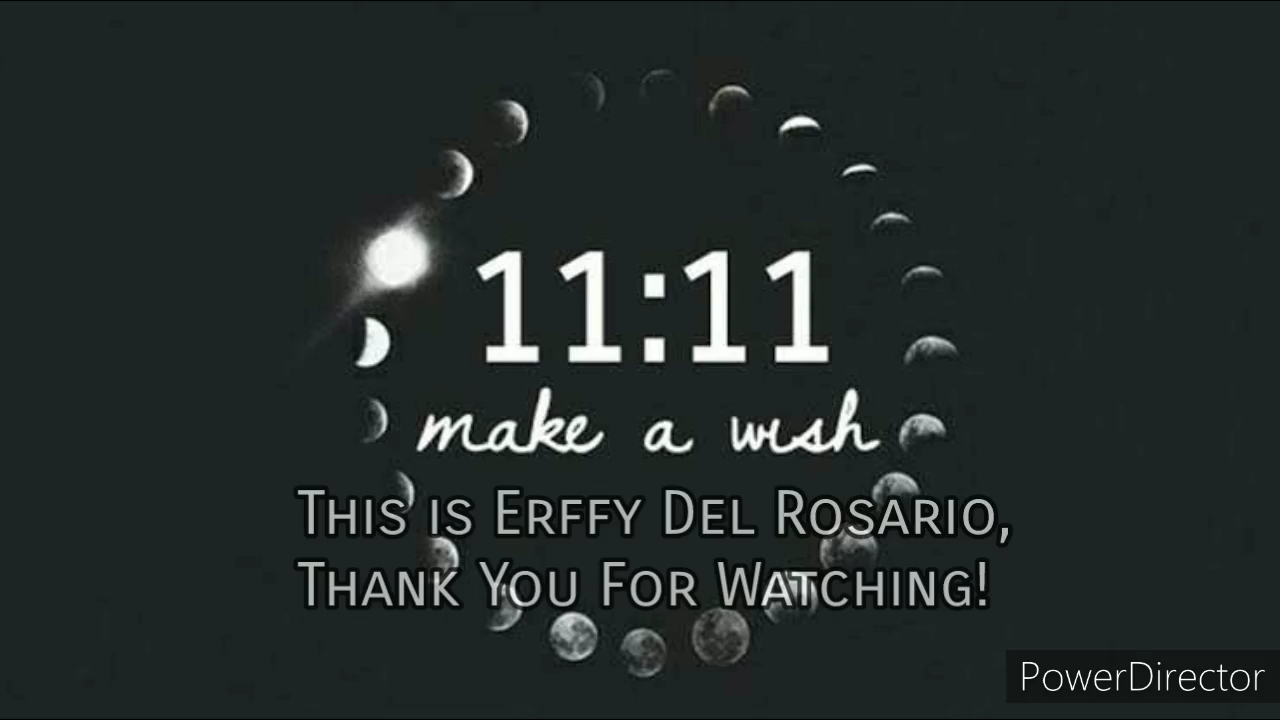 11:11
make a wish
This is Erffy Del Rosario,
Thank You For Watching!
PowerDirector